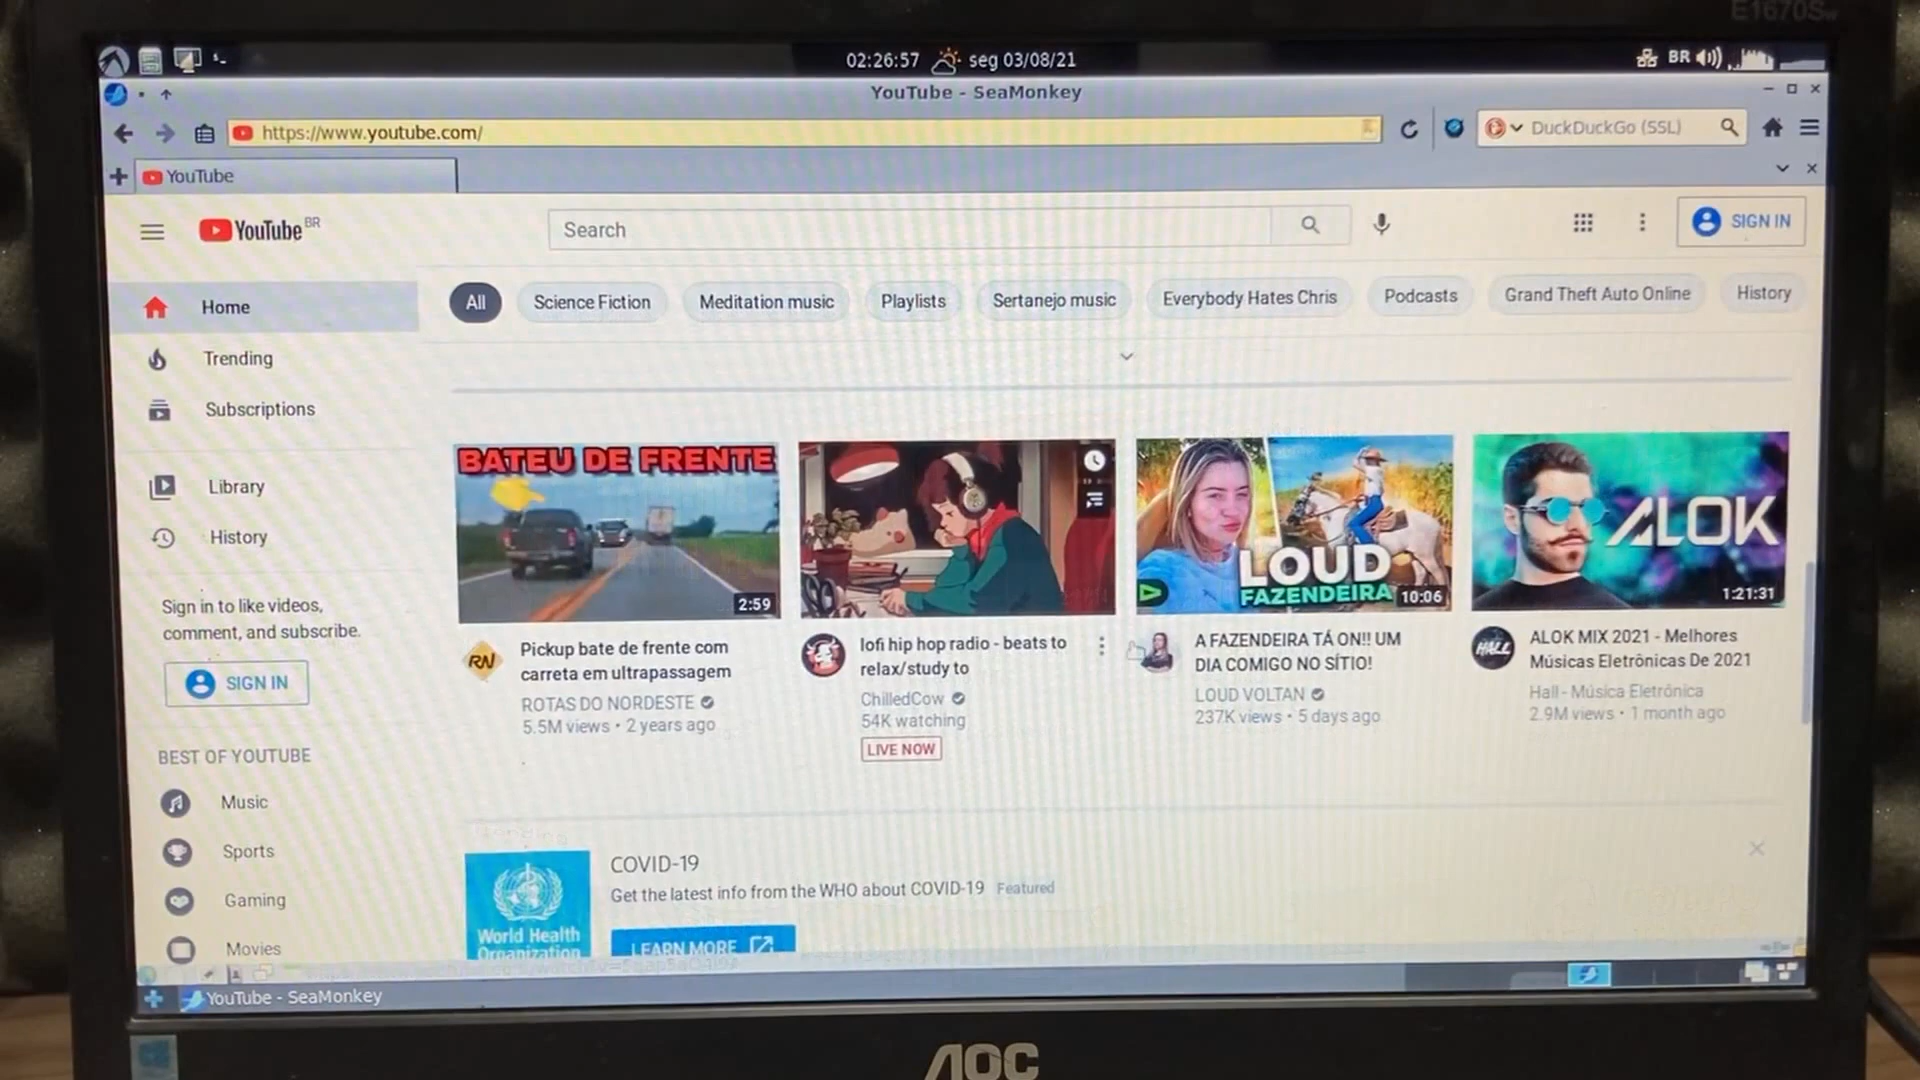 E1670Sw
02:26:57 seg 03/08/21
BR
YouTube - SeaMonkey
https://www.youtube.com/
DuckDuckGo (SSL)
YouTube
YouTube BR
Search
SIGN IN
Home
All
Science Fiction
Meditation music
Playlists
Sertanejo music
Everybody Hates Chris
Podcasts
Grand Theft Auto Online
History
Trending
Subscriptions
Library
History
Sign in to like videos,
comment, and subscribe.
SIGN IN
BEST OF YOUTUBE
Music
Sports
Gaming
Movies
BATEU DE FRENTE
2:59
RN
Pickup bate de frente com
carreta em ultrapassagem
ROTAS DO NORDESTE
5.5M views • 2 years ago
lofi hip hop radio - beats to
relax/study to
ChilledCow
54K watching
LIVE NOW
LOUD
FAZENDEIRA
10:06
A FAZENDEIRA TÁ ON!! UM
DIA COMIGO NO SÍTIO!
LOUD VOLTAN
237K views • 5 days ago
ALOK
1:21:31
HALL
ALOK MIX 2021 - Melhores
Músicas Eletrônicas De 2021
Hall - Música Eletrônica
2.9M views • 1 month ago
World Health
Organization
COVID-19
Get the latest info from the WHO about COVID-19 Featured
LEARN MORE
YouTube - SeaMonkey
AOC